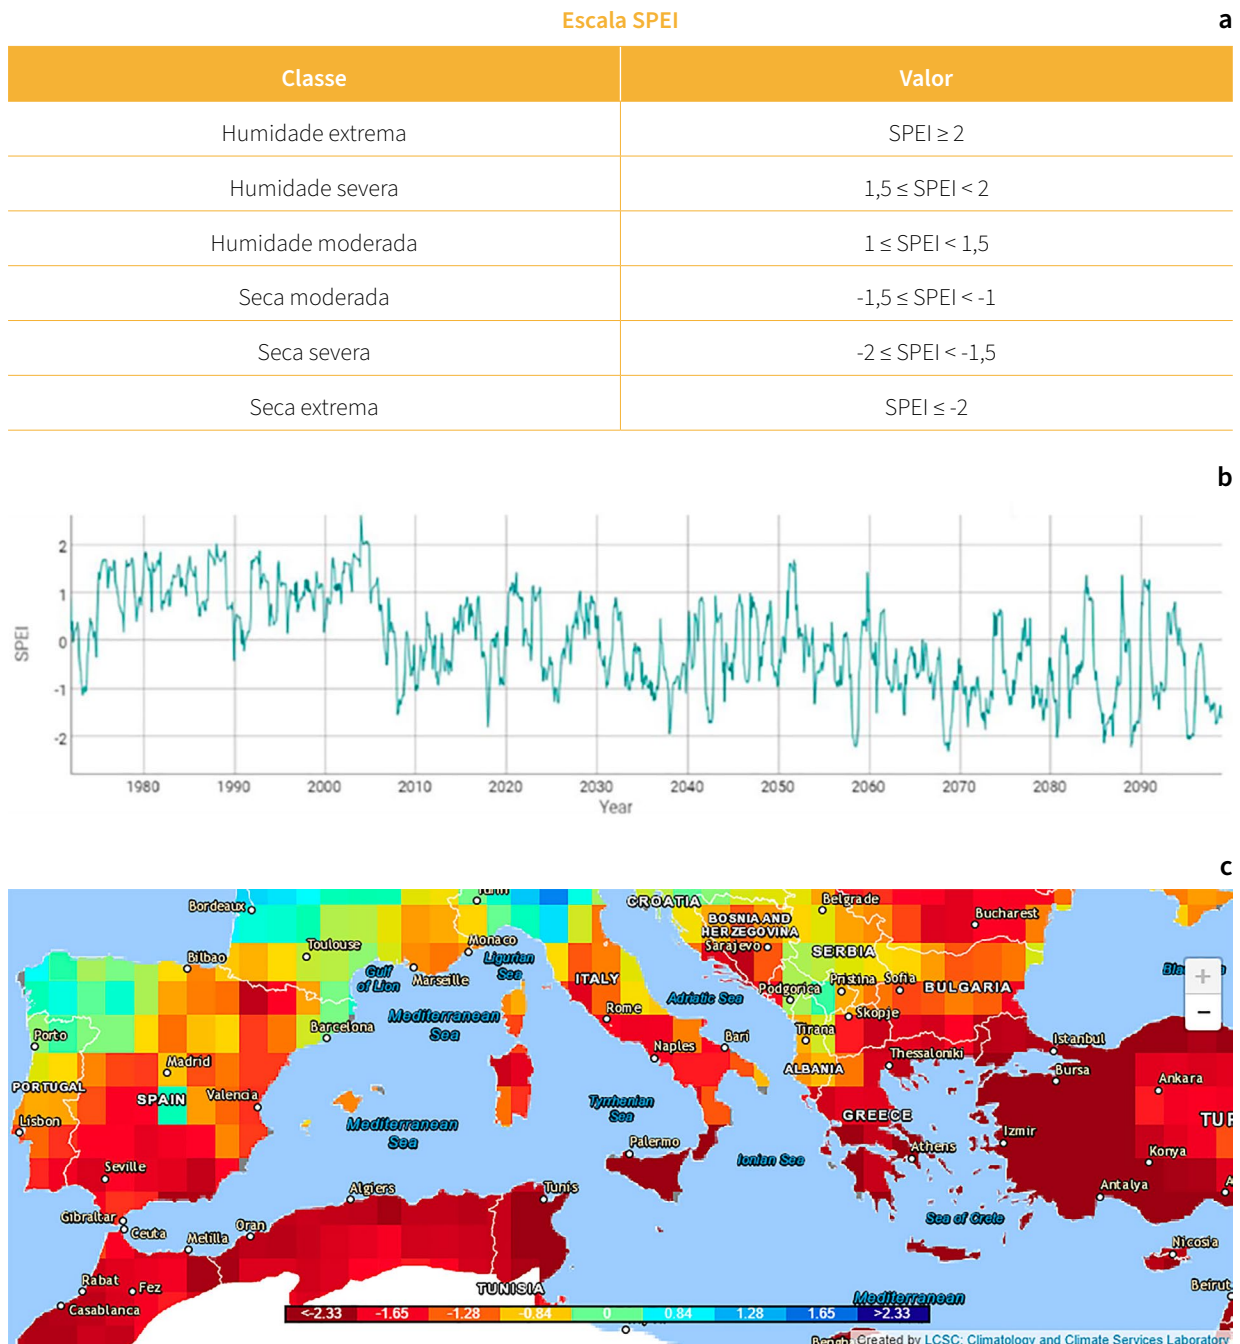 Escala SPEI
a
Classe Valor
Humidade extrema SPEI ≥ 2
Humidade severa 1,5 ≤ SPEI < 2
Humidade moderada 1 ≤ SPEI < 1,5
Seca moderada -1,5 ≤ SPEI < -1
Seca severa -2 ≤ SPEI < -1,5
Seca extrema SPEI ≤ -2
b
SPEI
2
1
0
-1
-2
1980 1990 2000 2010 2020 2030 2040 2050 2060 2070 2080 2090
Year
c
Bordeaux
CROATIA
Belgrade
BOSNIA AND
HERZEGOVINA
Bucharest
Toulouse
Monaco
Sarajevo
SERBIA
Bilbao
Ligurian
Sea
Gulf
of Lion
Marseille
ITALY
Pristina
Sofia
BULGARIA
Podgorica
Adriatic Sea
Rome
Skopje
Mediterranean
Sea
Barcelona
Porto
Tirana
Bari
Istanbul
Naples
Thessaloniki
Madrid
ALBANIA
Bursa
Ankara
PORTUGAL
SPAIN
Valencia
Tyrrhenian
Sea
GREECE
Lisbon
Mediterranean
Sea
Izmir
TUR
Palermo
Athens
Konya
Ionian Sea
Seville
Algiers
Tunis
Antalya
Gibraltar
Ceuta
Melilla
Oran
Sea of Crete
Nicosia
Rabat
Fez
TUNISIA
Beirut
Casablanca
Mediterranean
<-2.33 -1.65 -1.28 -0.84 0 0.84 1.28 1.65 >2.33
+
−
Created by LCSC: Climatology and Climate Services Laboratory